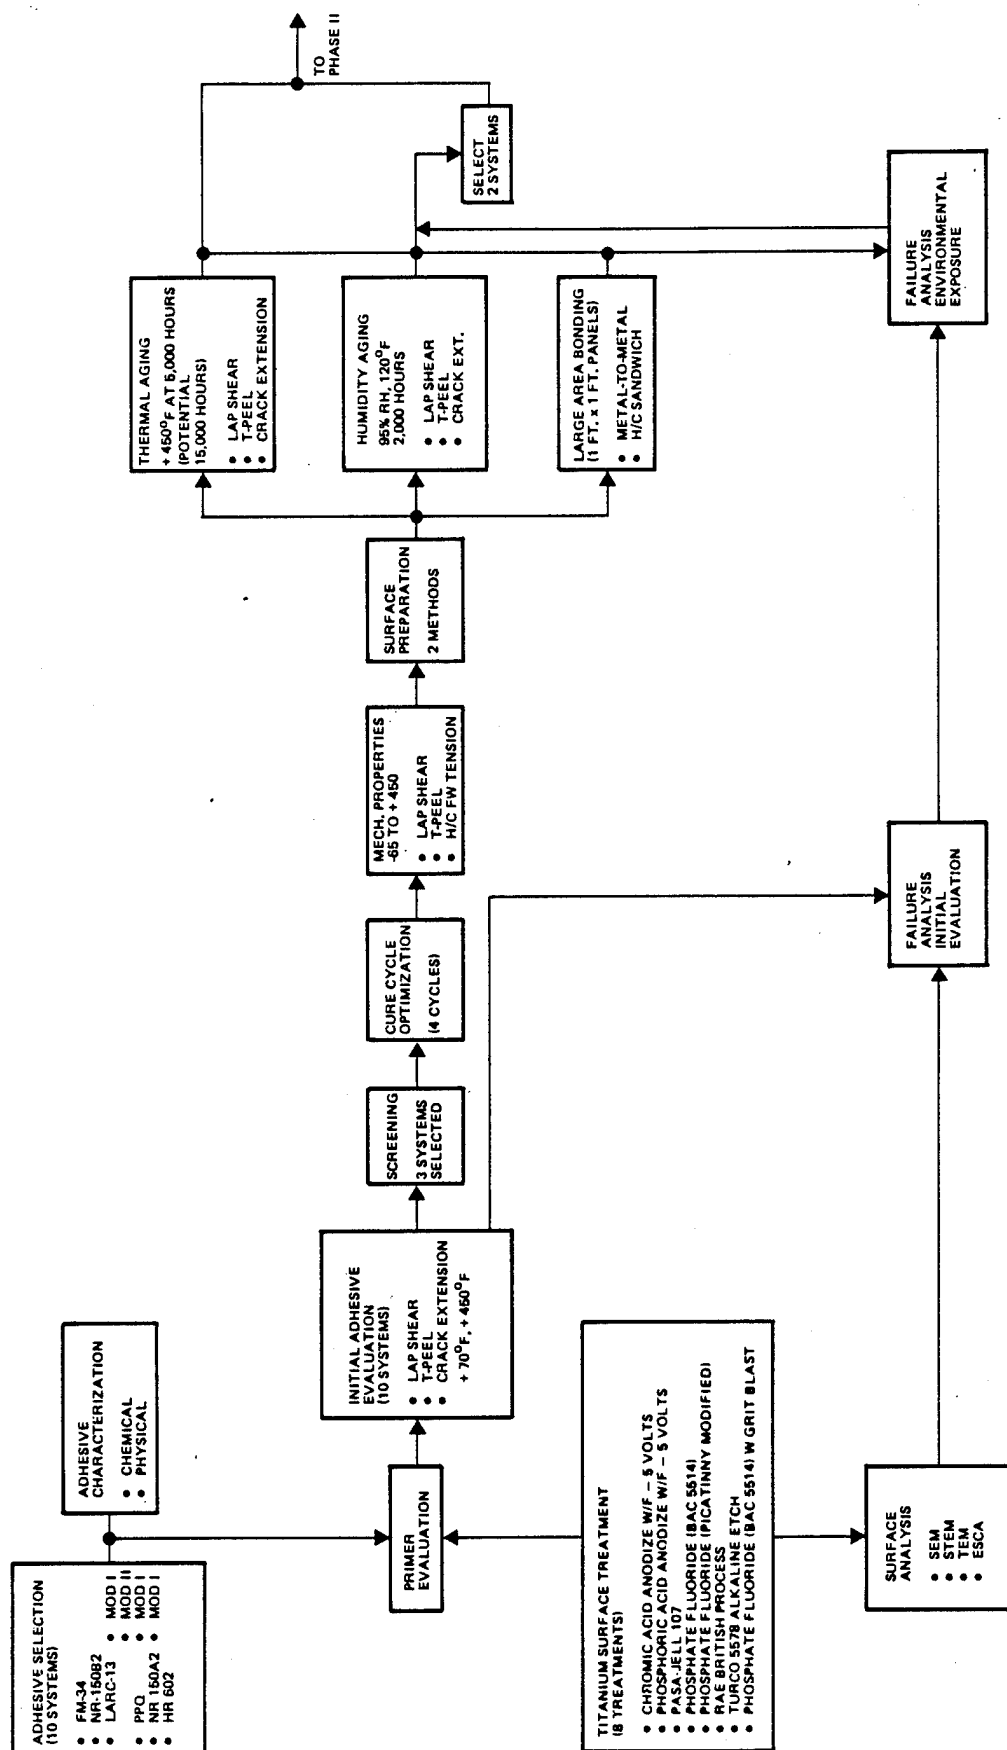 ADHESIVE SELECTION
(10 SYSTEMS)
• FM-34
• NR-150B2
• LARC-13 • MOD I
• MOD II
• PPQ • MOD I
• NR 150A2 • MOD I
• HR 602
ADHESIVE
CHARACTERIZATION
• CHEMICAL
• PHYSICAL
PRIMER
EVALUATION
TITANIUM SURFACE TREATMENT
(8 TREATMENTS)
• CHROMIC ACID ANODIZE W/F – 5 VOLTS
• PHOSPHORIC ACID ANODIZE W/F – 5 VOLTS
• PASA-JELL 107
• PHOSPHATE FLUORIDE (BAC 5514)
• PHOSPHATE FLUORIDE (PICATINNY MODIFIED)
• RAE BRITISH PROCESS
• TURCO 5578 ALKALINE ETCH
• PHOSPHATE FLUORIDE (BAC 5514) W GRIT BLAST
SURFACE
ANALYSIS
• SEM
• STEM
• TEM
• ESCA
INITIAL ADHESIVE
EVALUATION
(10 SYSTEMS)
• LAP SHEAR
• T-PEEL
• CRACK EXTENSION
+ 70°F, + 450°F
SCREENING
3 SYSTEMS
SELECTED
CURE CYCLE
OPTIMIZATION
(4 CYCLES)
MECH. PROPERTIES
-65 TO + 450
• LAP SHEAR
• T-PEEL
• H/C FW TENSION
SURFACE
PREPARATION
2 METHODS
FAILURE
ANALYSIS
INITIAL
EVALUATION
THERMAL AGING
+ 450°F AT 5,000 HOURS
(POTENTIAL
15,000 HOURS)
• LAP SHEAR
• T-PEEL
• CRACK EXTENSION
HUMIDITY AGING
95% RH, 120°F
2,000 HOURS
• LAP SHEAR
• T-PEEL
• CRACK EXT.
LARGE AREA BONDING
(1 FT. x 1 FT. PANELS)
• METAL-TO-METAL
• H/C SANDWICH
FAILURE
ANALYSIS
ENVIRONMENTAL
EXPOSURE
SELECT
2 SYSTEMS
TO
PHASE II